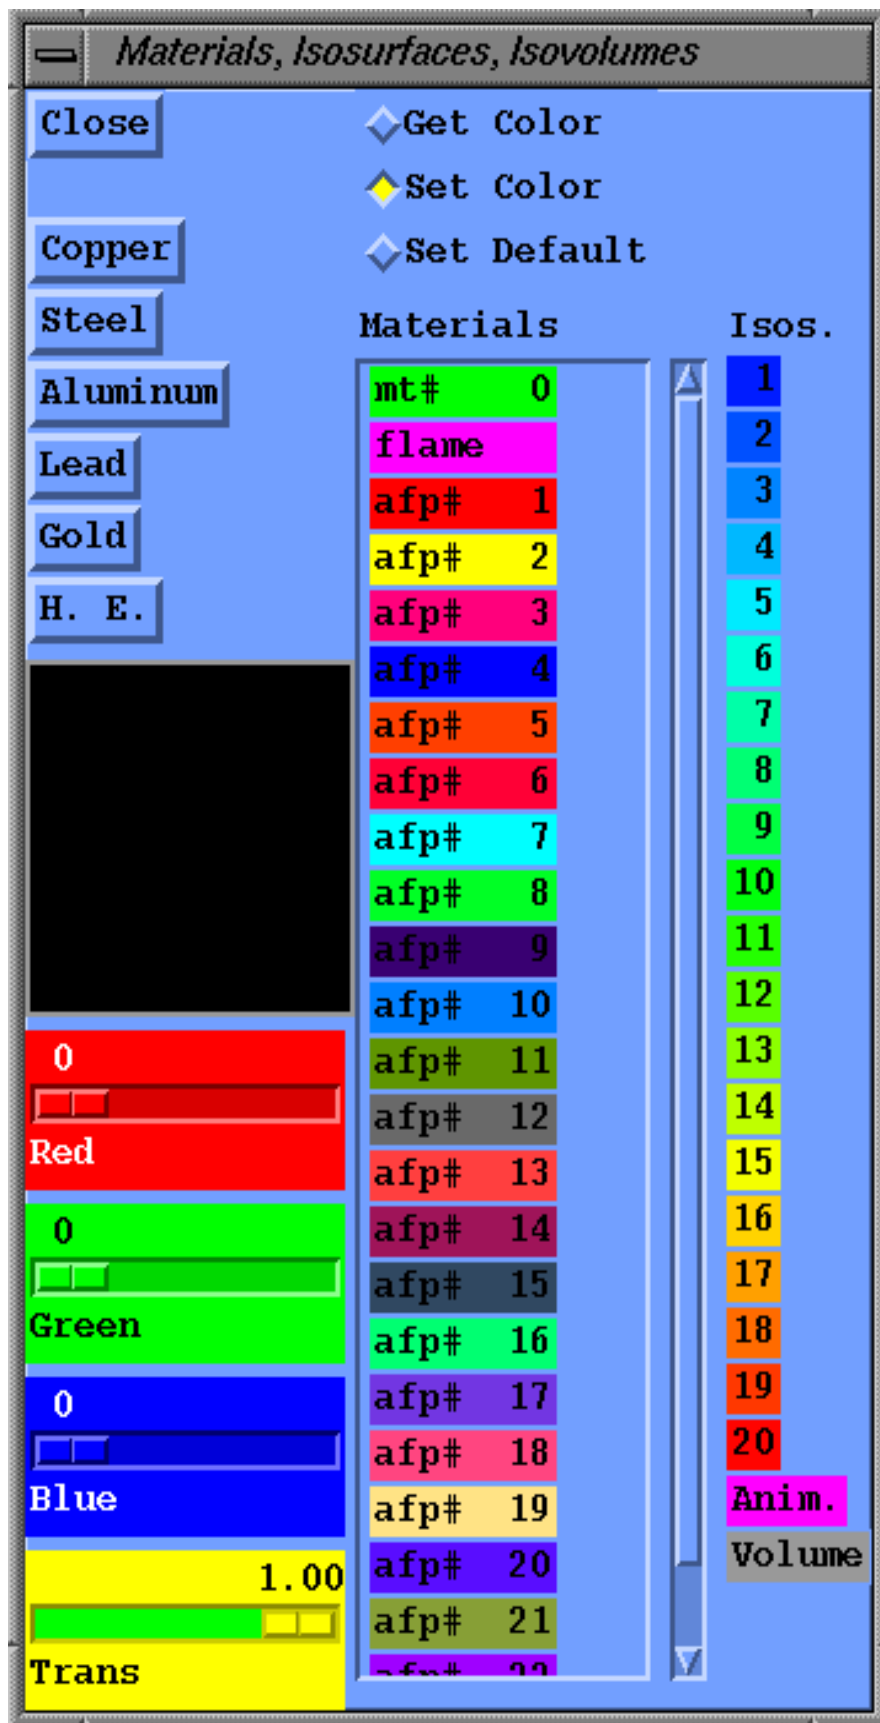 Materials, Isosurfaces, Isovolumes
Close
Get Color
Set Color
Set Default
Copper
Steel
Aluminum
Lead
Gold
H. E.
0
Red
0
Green
0
Blue
1.00
Trans
Materials
mt# 0
flame
afp# 1
afp# 2
afp# 3
afp# 4
afp# 5
afp# 6
afp# 7
afp# 8
afp# 9
afp# 10
afp# 11
afp# 12
afp# 13
afp# 14
afp# 15
afp# 16
afp# 17
afp# 18
afp# 19
afp# 20
afp# 21
afp# 22
Isos.
1
2
3
4
5
6
7
8
9
10
11
12
13
14
15
16
17
18
19
20
Anim.
Volume